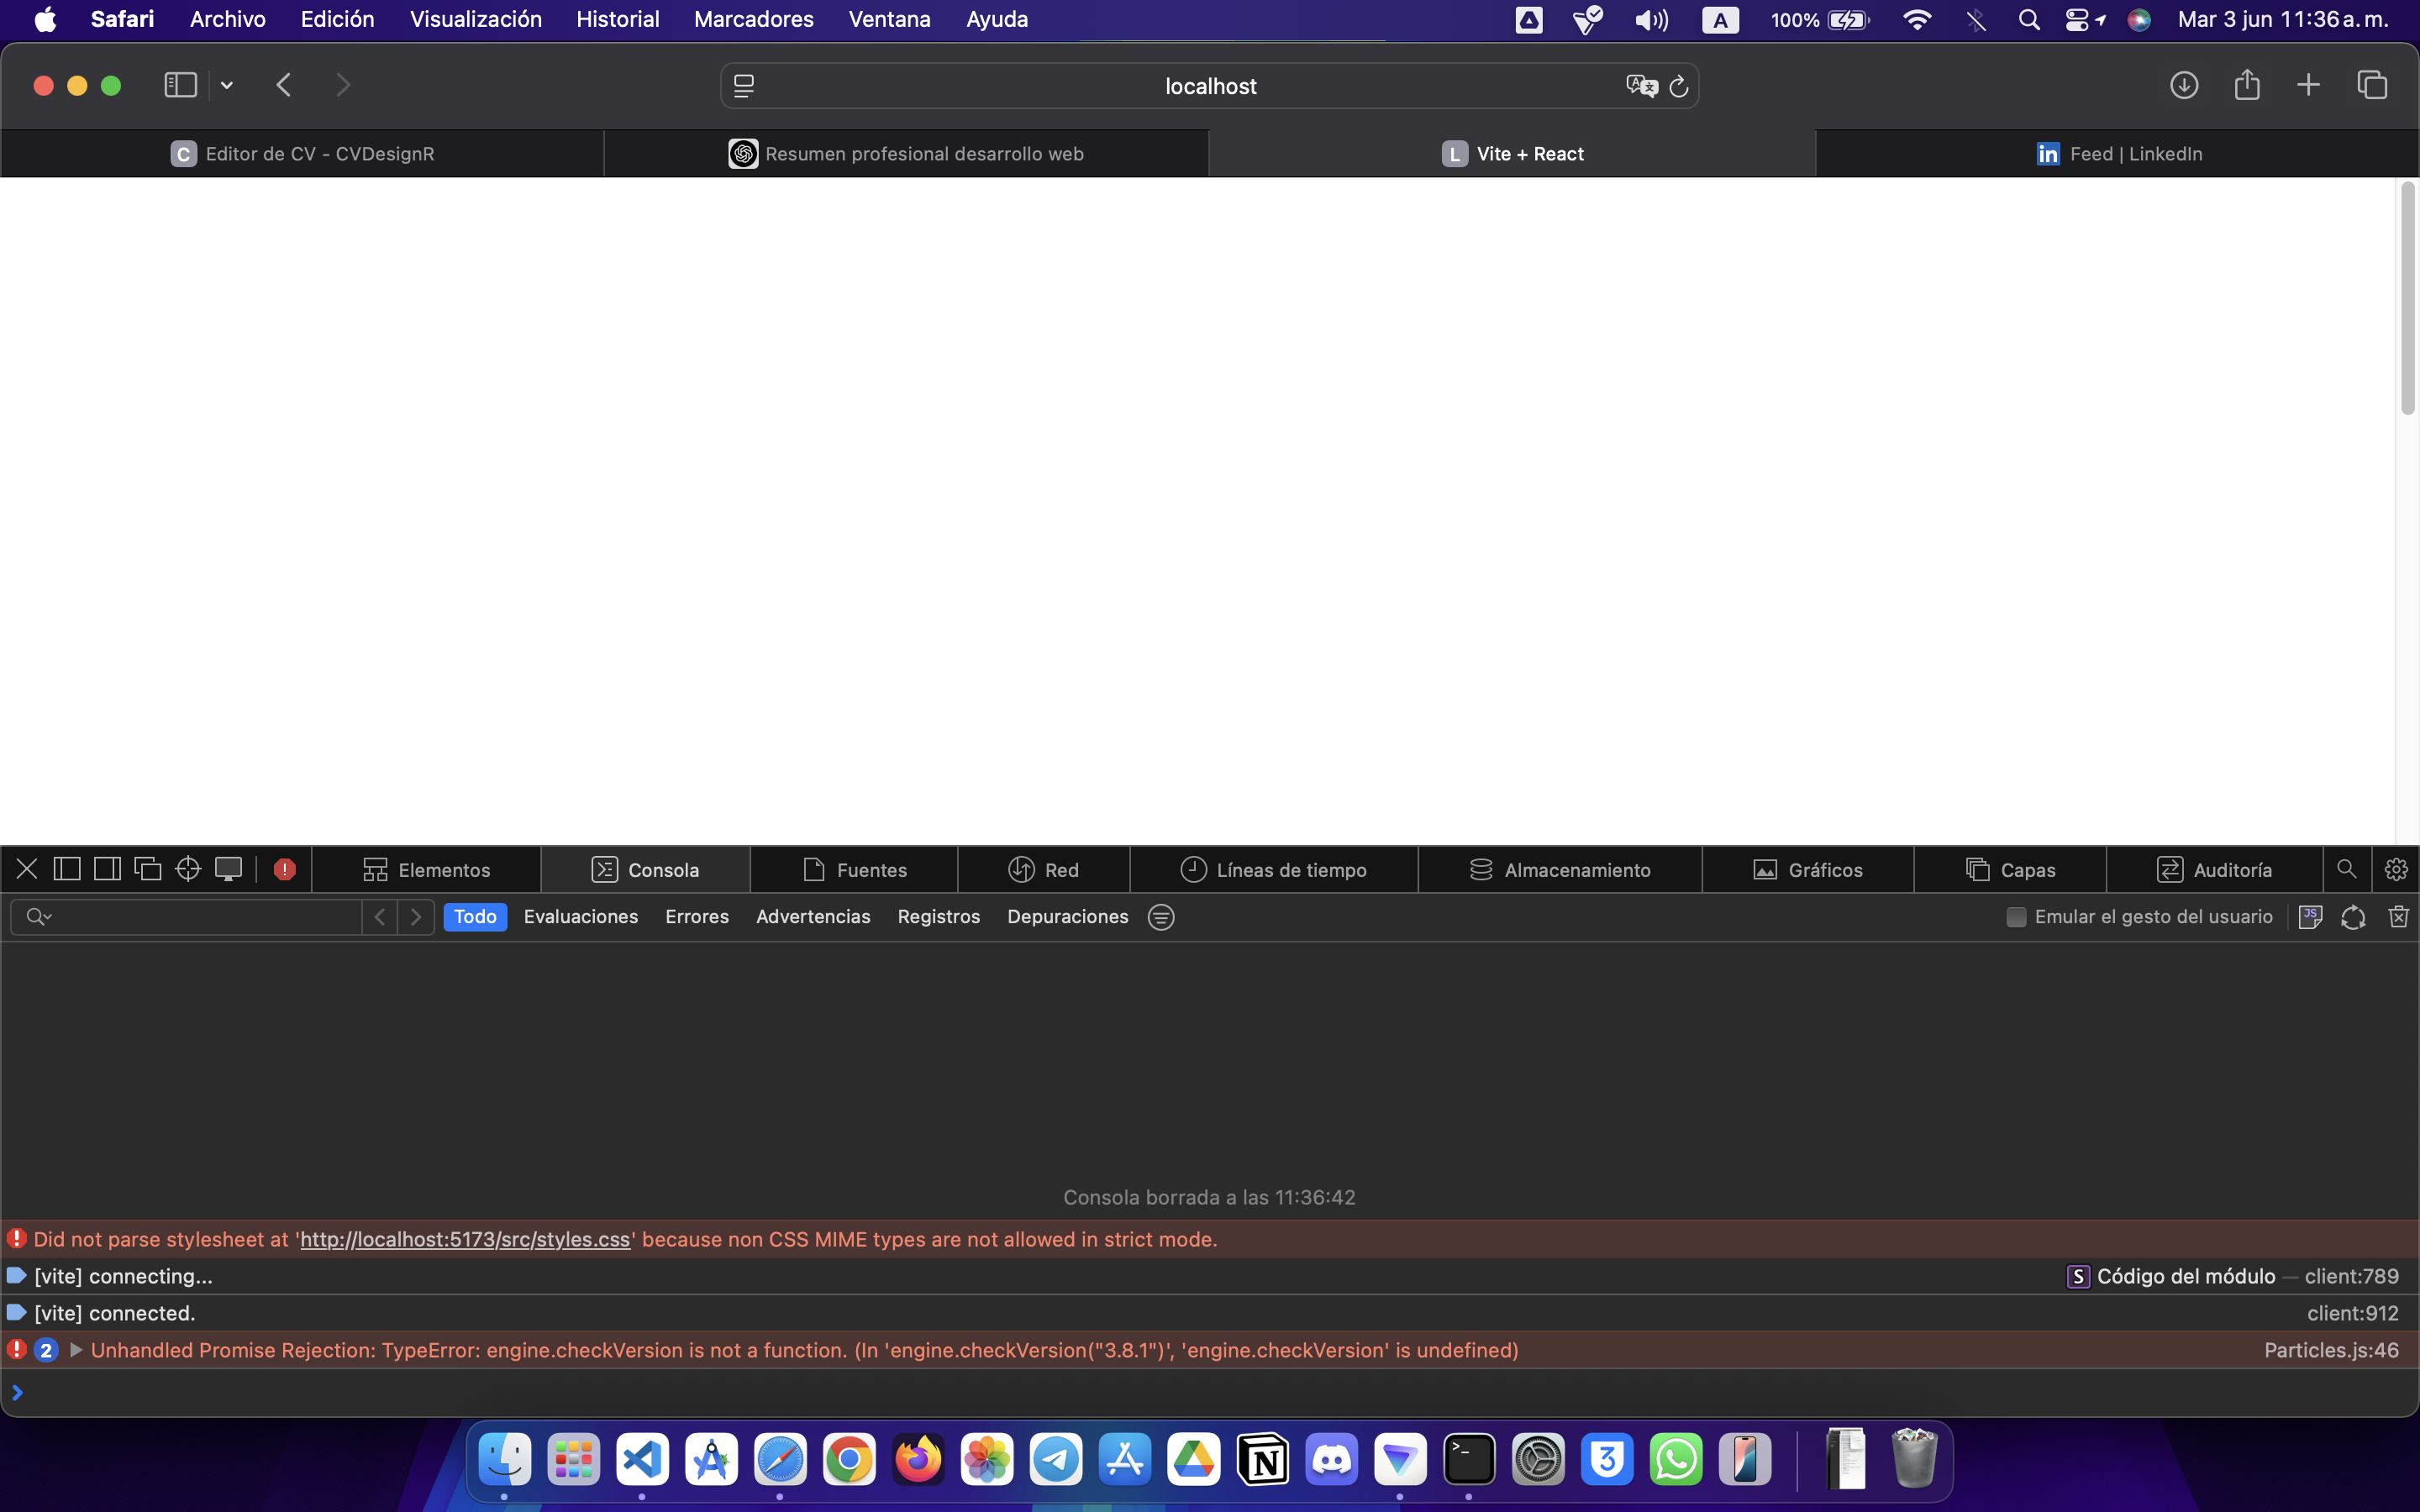 Safari Archivo Edición Visualización Historial Marcadores Ventana Ayuda A 100% Mar 3 jun 11:36 a. m.
localhost
C Editor de CV - CVDesignR Resumen profesional desarrollo web L Vite + React in Feed | LinkedIn
Elementos Consola Fuentes Red Líneas de tiempo Almacenamiento Gráficos Capas Auditoría
Todo Evaluaciones Errores Advertencias Registros Depuraciones Emular el gesto del usuario JS
Consola borrada a las 11:36:42
Did not parse stylesheet at 'http://localhost:5173/src/styles.css' because non CSS MIME types are not allowed in strict mode.
[vite] connecting... S Código del módulo — client:789
[vite] connected. client:912
2 Unhandled Promise Rejection: TypeError: engine.checkVersion is not a function. (In 'engine.checkVersion("3.8.1")', 'engine.checkVersion' is undefined) Particles.js:46